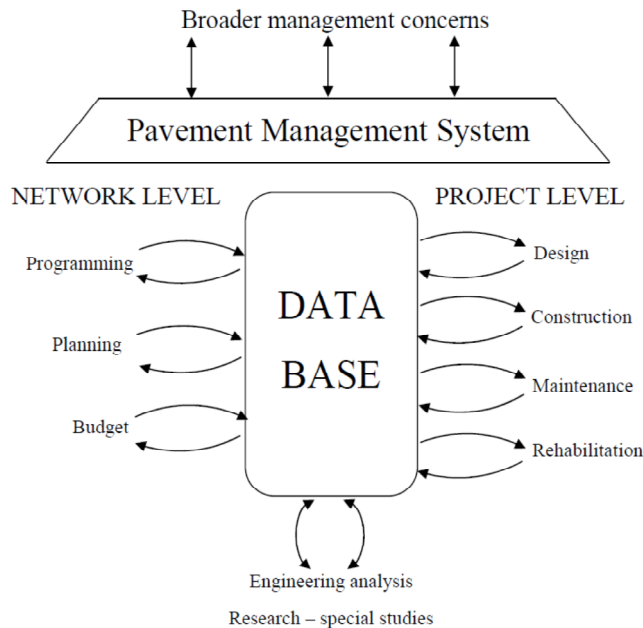 Broader management concerns
Pavement Management System
NETWORK LEVEL
PROJECT LEVEL
Programming
Planning
Budget
DATA
BASE
Design
Construction
Maintenance
Rehabilitation
Engineering analysis
Research – special studies